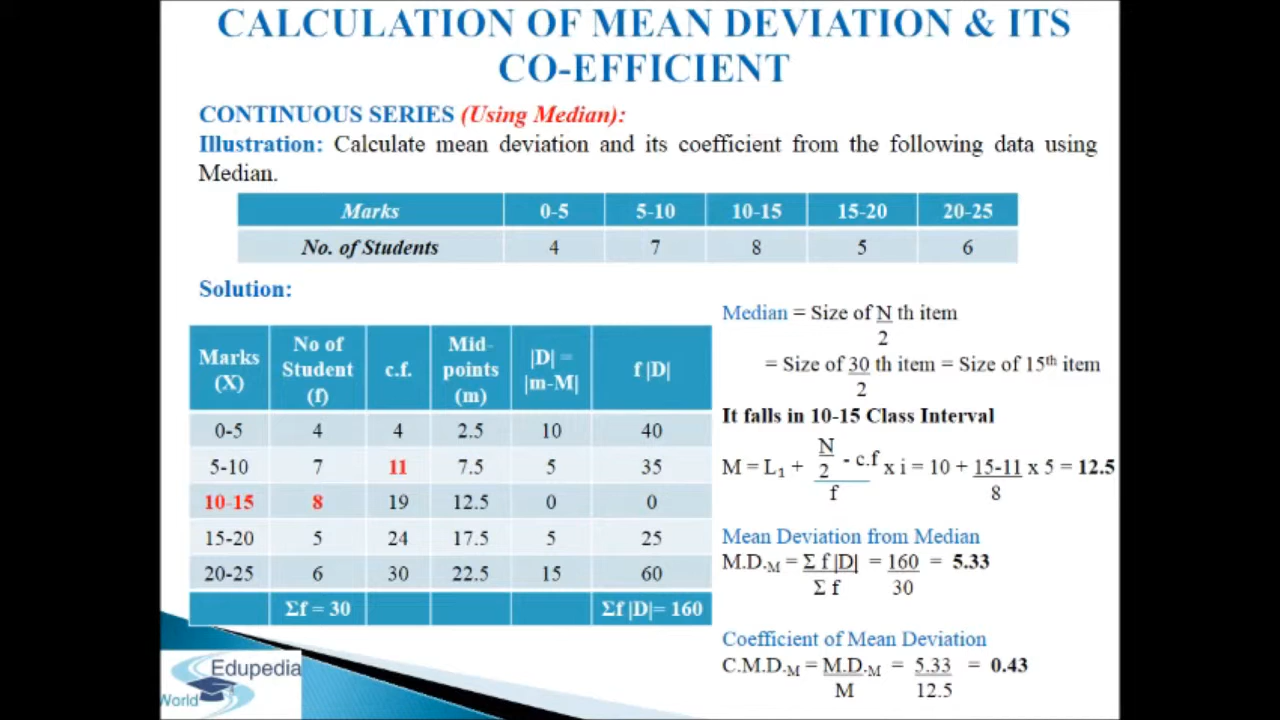 CALCULATION OF MEAN DEVIATION & ITS
CO-EFFICIENT
CONTINUOUS SERIES (Using Median):
Illustration: Calculate mean deviation and its coefficient from the following data using
Median.
Marks 0-5 5-10 10-15 15-20 20-25
No. of Students 4 7 8 5 6
Solution:
Marks (X) No of Student (f) c.f. Mid-points (m) |D| = |m-M| f |D|
0-5 4 4 2.5 10 40
5-10 7 11 7.5 5 35
10-15 8 19 12.5 0 0
15-20 5 24 17.5 5 25
20-25 6 30 22.5 15 60
Σf = 30 Σf |D|= 160
Median = Size of N th item
2
= Size of 30 th item = Size of 15th item
2
It falls in 10-15 Class Interval
M = L₁ + N/2 - c.f / f x i = 10 + 15-11 x 5 = 12.5
8
Mean Deviation from Median
M.D.M = Σ f |D| = 160 = 5.33
Σ f 30
Coefficient of Mean Deviation
C.M.D.M = M.D.M = 5.33 = 0.43
M 12.5
Edupedia
World